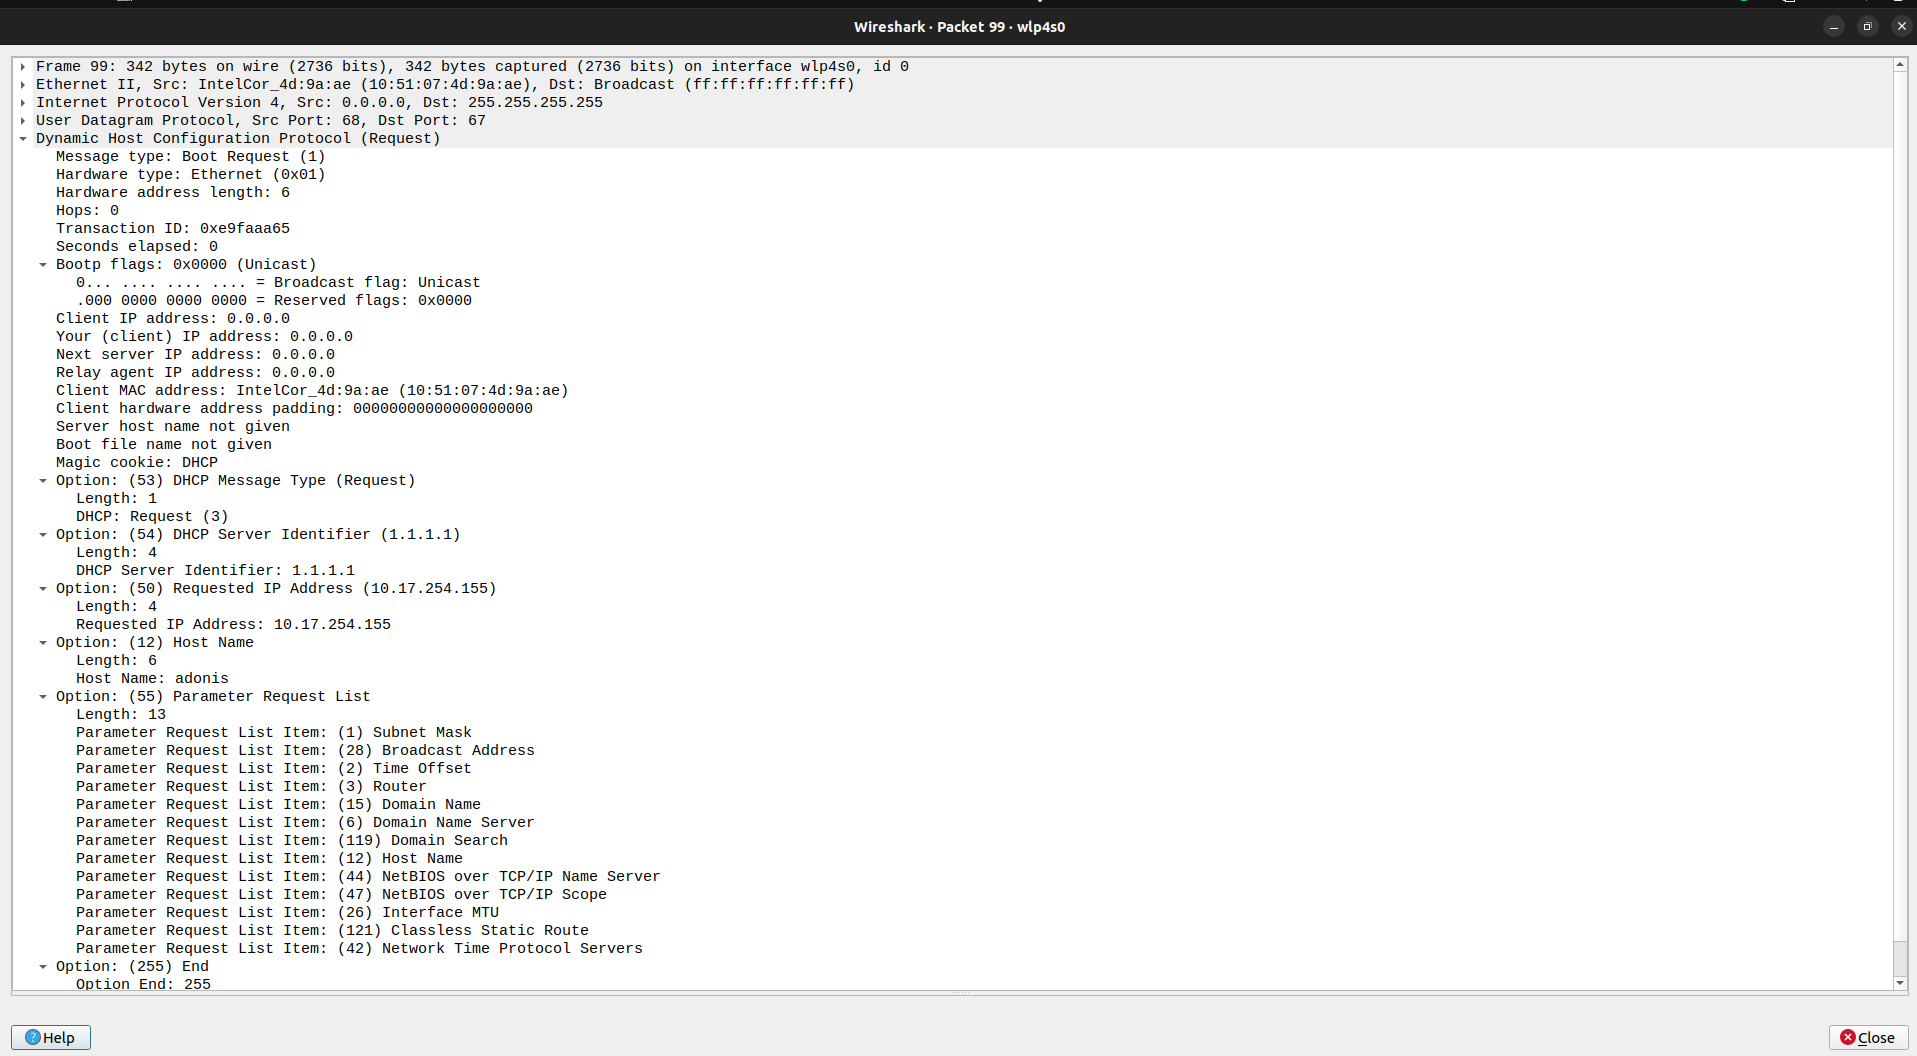 Wireshark · Packet 99 · wlp4s0
Frame 99: 342 bytes on wire (2736 bits), 342 bytes captured (2736 bits) on interface wlp4s0, id 0
Ethernet II, Src: IntelCor_4d:9a:ae (10:51:07:4d:9a:ae), Dst: Broadcast (ff:ff:ff:ff:ff:ff)
Internet Protocol Version 4, Src: 0.0.0.0, Dst: 255.255.255.255
User Datagram Protocol, Src Port: 68, Dst Port: 67
Dynamic Host Configuration Protocol (Request)
Message type: Boot Request (1)
Hardware type: Ethernet (0x01)
Hardware address length: 6
Hops: 0
Transaction ID: 0xe9faaa65
Seconds elapsed: 0
Bootp flags: 0x0000 (Unicast)
0... .... .... .... = Broadcast flag: Unicast
.000 0000 0000 0000 = Reserved flags: 0x0000
Client IP address: 0.0.0.0
Your (client) IP address: 0.0.0.0
Next server IP address: 0.0.0.0
Relay agent IP address: 0.0.0.0
Client MAC address: IntelCor_4d:9a:ae (10:51:07:4d:9a:ae)
Client hardware address padding: 00000000000000000000
Server host name not given
Boot file name not given
Magic cookie: DHCP
Option: (53) DHCP Message Type (Request)
Length: 1
DHCP: Request (3)
Option: (54) DHCP Server Identifier (1.1.1.1)
Length: 4
DHCP Server Identifier: 1.1.1.1
Option: (50) Requested IP Address (10.17.254.155)
Length: 4
Requested IP Address: 10.17.254.155
Option: (12) Host Name
Length: 6
Host Name: adonis
Option: (55) Parameter Request List
Length: 13
Parameter Request List Item: (1) Subnet Mask
Parameter Request List Item: (28) Broadcast Address
Parameter Request List Item: (2) Time Offset
Parameter Request List Item: (3) Router
Parameter Request List Item: (15) Domain Name
Parameter Request List Item: (6) Domain Name Server
Parameter Request List Item: (119) Domain Search
Parameter Request List Item: (12) Host Name
Parameter Request List Item: (44) NetBIOS over TCP/IP Name Server
Parameter Request List Item: (47) NetBIOS over TCP/IP Scope
Parameter Request List Item: (26) Interface MTU
Parameter Request List Item: (121) Classless Static Route
Parameter Request List Item: (42) Network Time Protocol Servers
Option: (255) End
Option End: 255
Help
Close